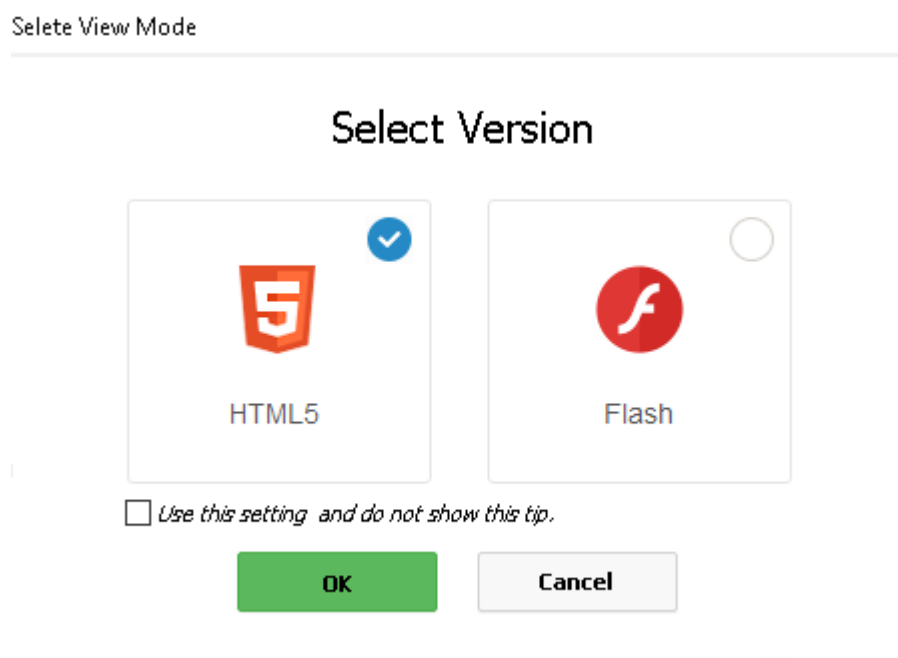 Selete View Mode
Select Version
HTML5
Flash
Use this setting and do not show this tip.
OK
Cancel